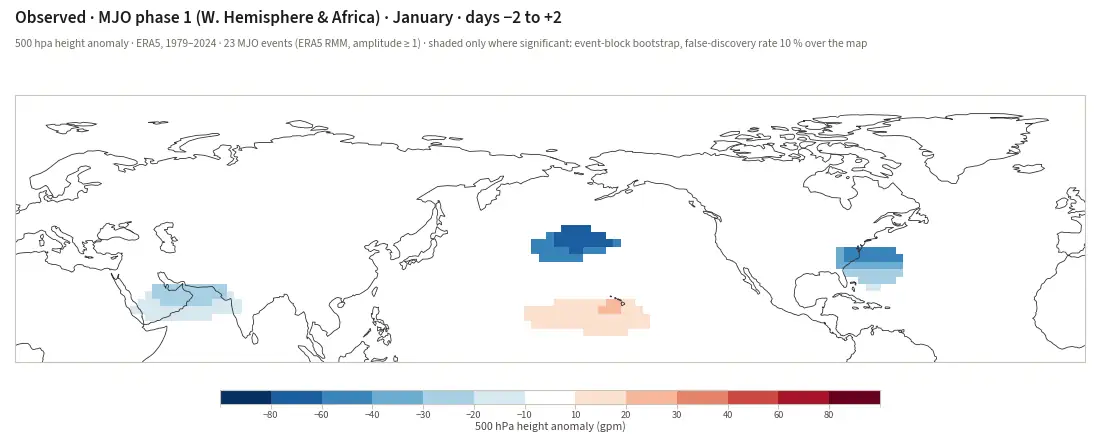 Observed · MJO phase 1 (W. Hemisphere & Africa) · January · days −2 to +2
500 hpa height anomaly · ERA5, 1979–2024 · 23 MJO events (ERA5 RMM, amplitude ≥ 1) · shaded only where significant: event-block bootstrap, false-discovery rate 10 % over the map
−80 −60 −40 −30 −20 −10 10 20 30 40 60 80
500 hPa height anomaly (gpm)